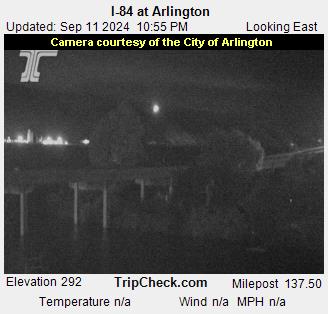 I-84 at Arlington
Updated: Sep 11 2024 10:55 PM Looking East
Camera courtesy of the City of Arlington
Elevation 292 TripCheck.com Milepost 137.50
Temperature n/a Wind n/a MPH n/a